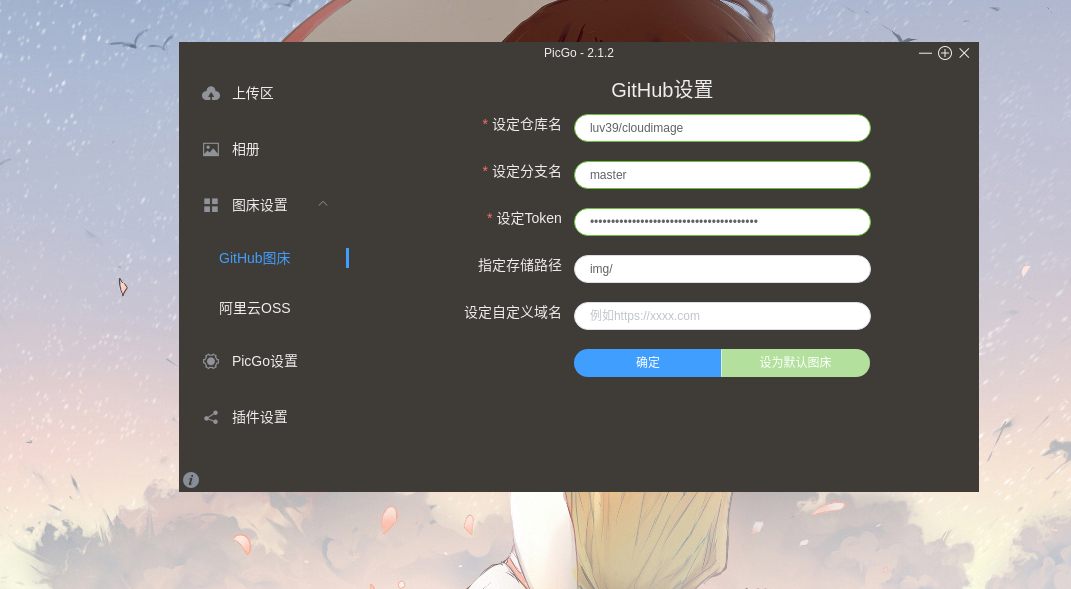 PicGo - 2.1.2
上传区
相册
图床设置
GitHub图床
阿里云OSS
PicGo设置
插件设置
GitHub设置
* 设定仓库名 luv39/cloudimage
* 设定分支名 master
* 设定Token ••••••••••••••••••••••••••••••••••••••••
指定存储路径 img/
设定自定义域名 例如https://xxxx.com
确定 设为默认图床